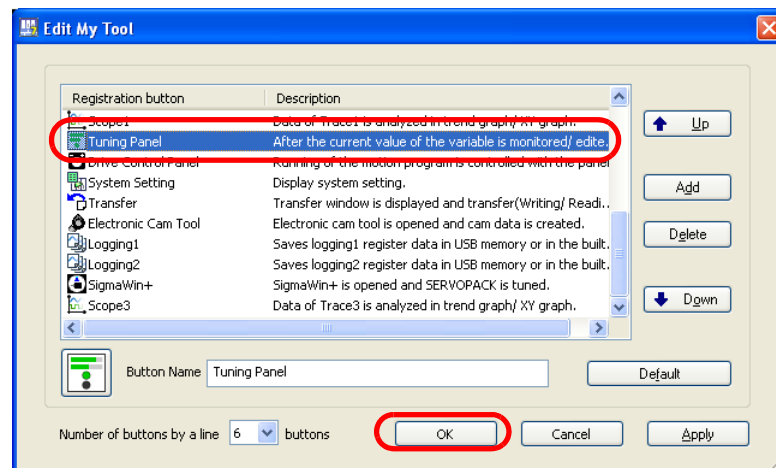 Edit My Tool
Registration button Description
Scope1 Data of Trace1 is analyzed in trend graph/ XY graph.
Tuning Panel After the current value of the variable is monitored/ edite.
Drive Control Panel Running of the motion program is controlled with the panel
System Setting Display system setting.
Transfer Transfer window is displayed and transfer(Writing/ Readi..
Electronic Cam Tool Electronic cam tool is opened and cam data is created.
Logging1 Saves logging1 register data in USB memory or in the built.
Logging2 Saves logging2 register data in USB memory or in the built.
SigmaWin+ SigmaWin+ is opened and SERVOPACK is tuned.
Scope3 Data of Trace3 is analyzed in trend graph/ XY graph.
Up
Add
Delete
Down
Button Name Tuning Panel Default
Number of buttons by a line 6 buttons OK Cancel Apply